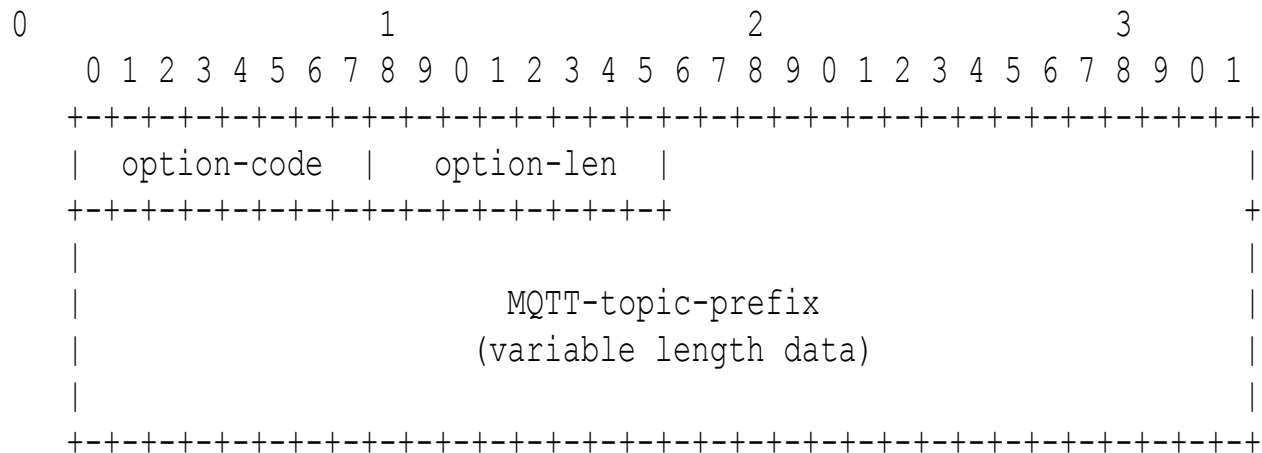 0                   1                   2                   3
    0 1 2 3 4 5 6 7 8 9 0 1 2 3 4 5 6 7 8 9 0 1 2 3 4 5 6 7 8 9 0 1
   +-+-+-+-+-+-+-+-+-+-+-+-+-+-+-+-+-+-+-+-+-+-+-+-+-+-+-+-+-+-+-+-+
   |  option-code  |   option-len  |                               |
   +-+-+-+-+-+-+-+-+-+-+-+-+-+-+-+-+                               +
   |                                                               |
   |                       MQTT-topic-prefix                       |
   |                     (variable length data)                    |
   |                                                               |
   +-+-+-+-+-+-+-+-+-+-+-+-+-+-+-+-+-+-+-+-+-+-+-+-+-+-+-+-+-+-+-+-+